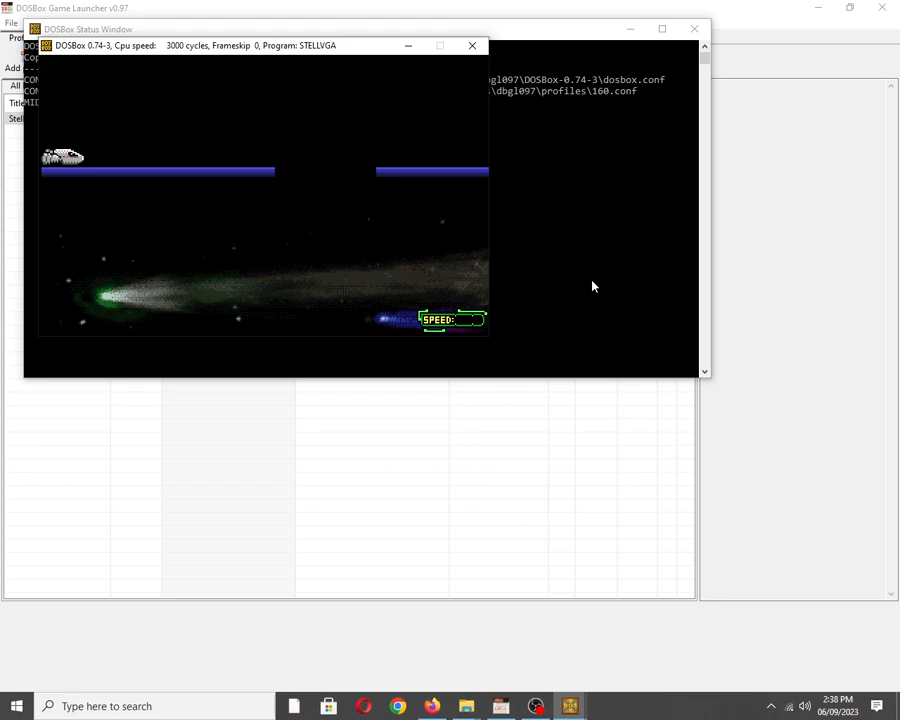 DOSBox Game Launcher v0.97
File
DOSBox Status Window
DOSBox 0.74-3, Cpu speed: 3000 cycles, Frameskip 0, Program: STELLVGA
Add
All
Title
bgl097\DOSBox-0.74-3\dosbox.conf
s\dbgl097\profiles\160.conf
Stell
SPEED:
Type here to search
2:38 PM
06/09/2023